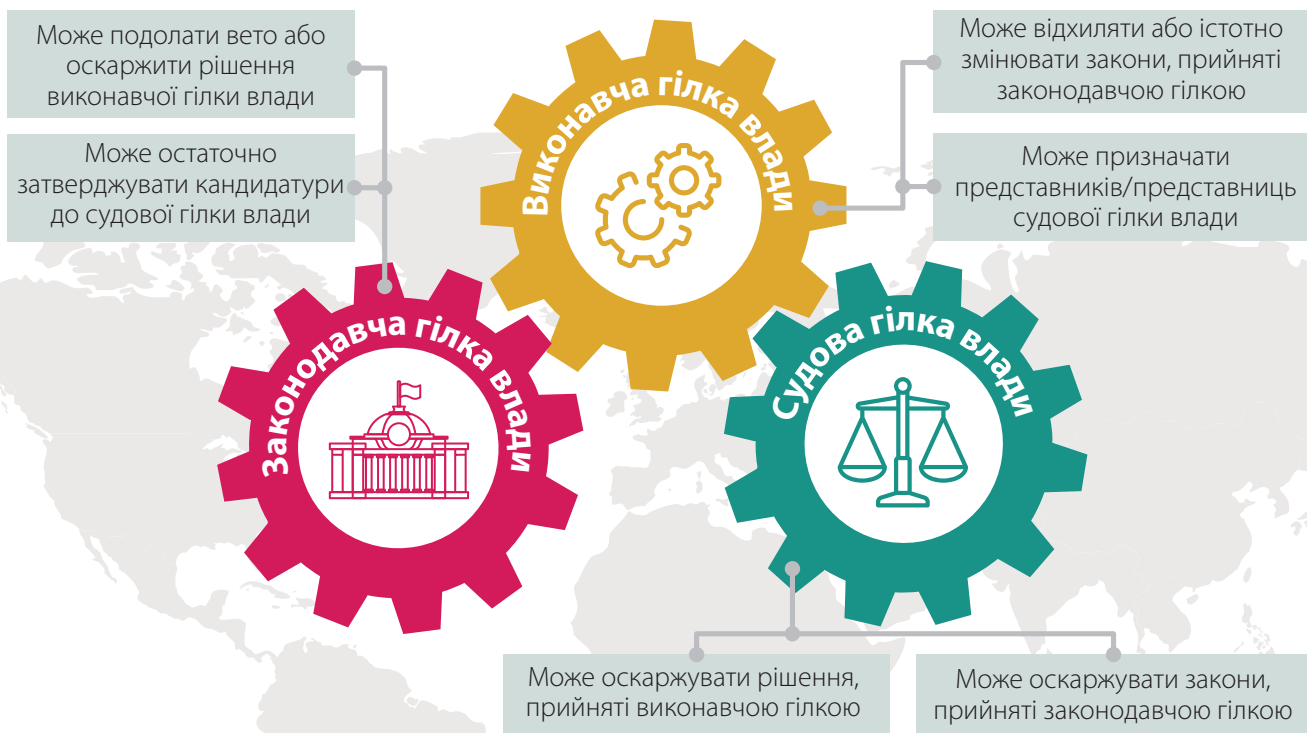 Може подолати вето або
оскаржити рішення
виконавчої гілки влади
Може остаточно
затверджувати кандидатури
до судової гілки влади
Виконавча гілка влади
Може відхиляти або істотно
змінювати закони, прийняті
законодавчою гілкою
Може призначати
представників/представниць
судової гілки влади
Законодавча гілка влади
Судова гілка влади
Може оскаржувати рішення,
прийняті виконавчою гілкою
Може оскаржувати закони,
прийняті законодавчою гілкою